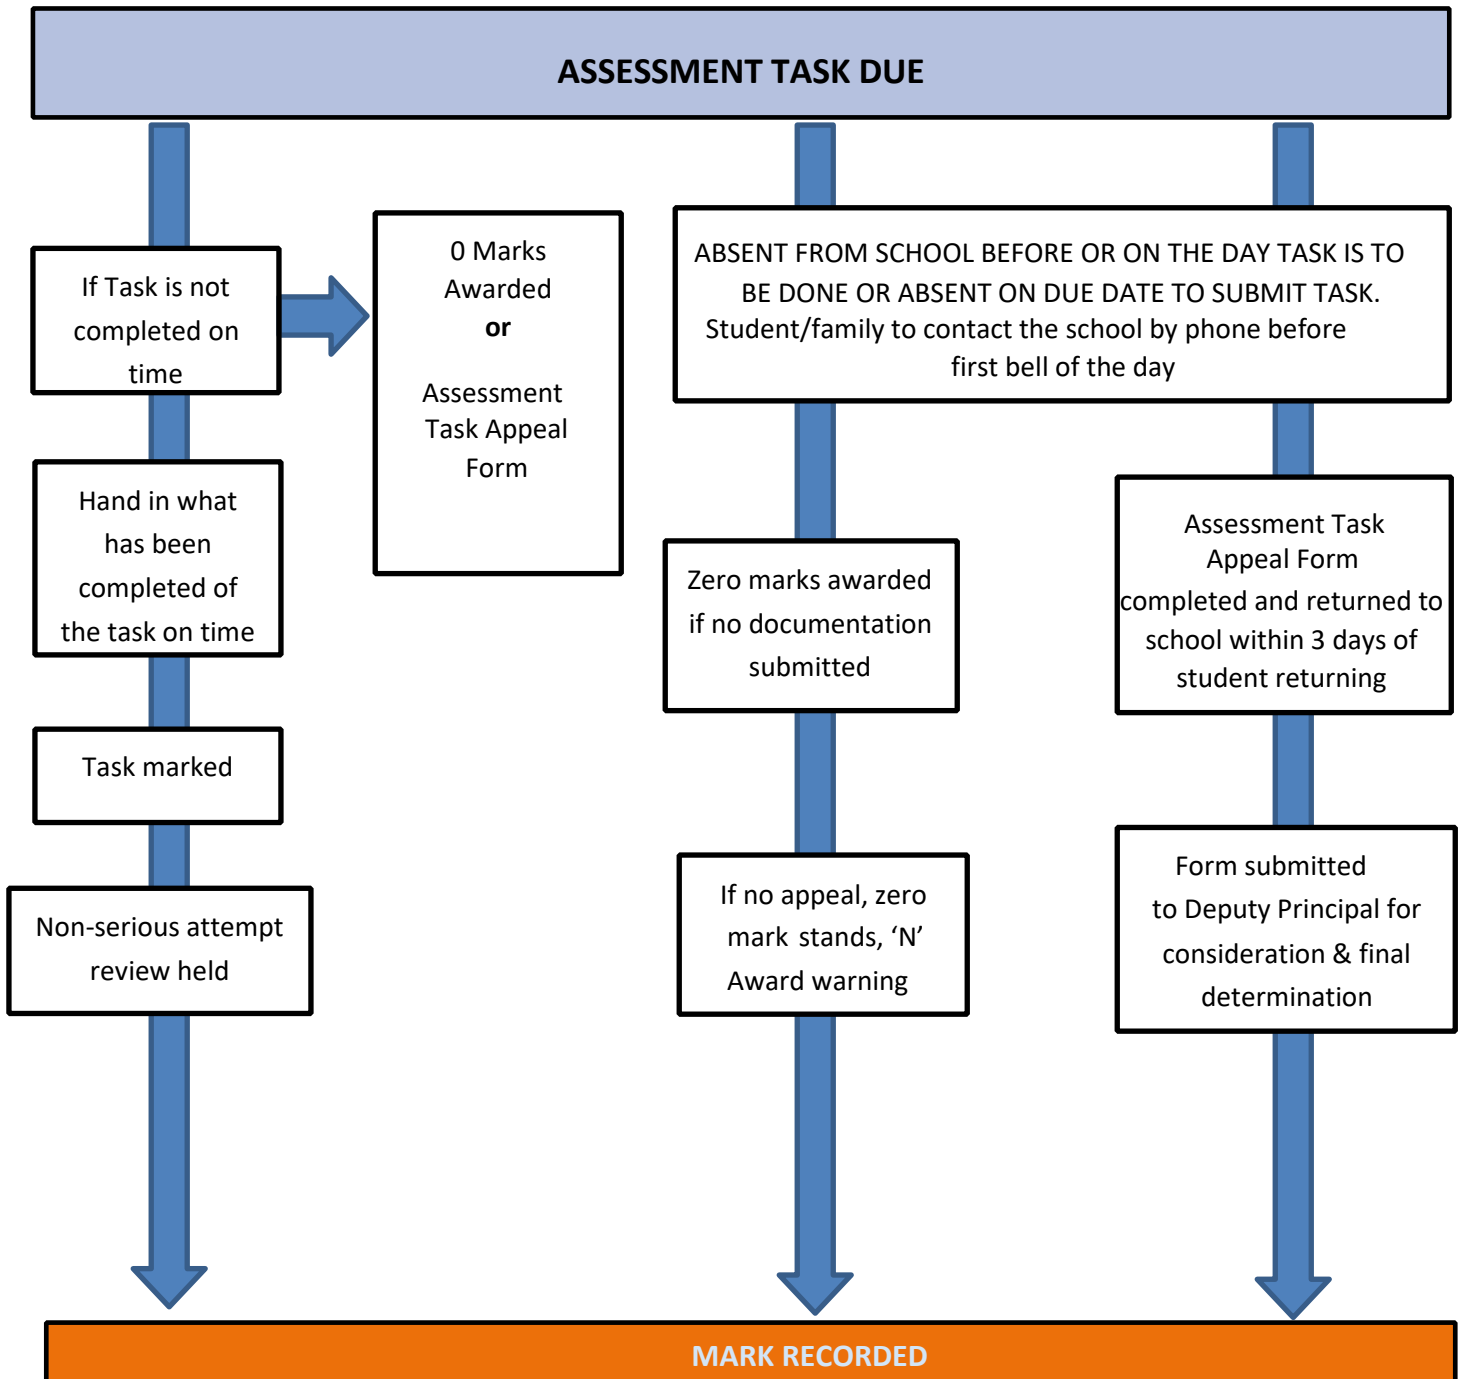 ASSESSMENT TASK DUE
If Task is not
completed on
time
0 Marks
Awarded
or
Assessment
Task Appeal
Form
ABSENT FROM SCHOOL BEFORE OR ON THE DAY TASK IS TO
BE DONE OR ABSENT ON DUE DATE TO SUBMIT TASK.
Student/family to contact the school by phone before
first bell of the day
Hand in what
has been
completed of
the task on time
Zero marks awarded
if no documentation
submitted
Assessment Task
Appeal Form
completed and returned to
school within 3 days of
student returning
Task marked
Non-serious attempt
review held
If no appeal, zero
mark stands, ‘N’
Award warning
Form submitted
to Deputy Principal for
consideration & final
determination
MARK RECORDED